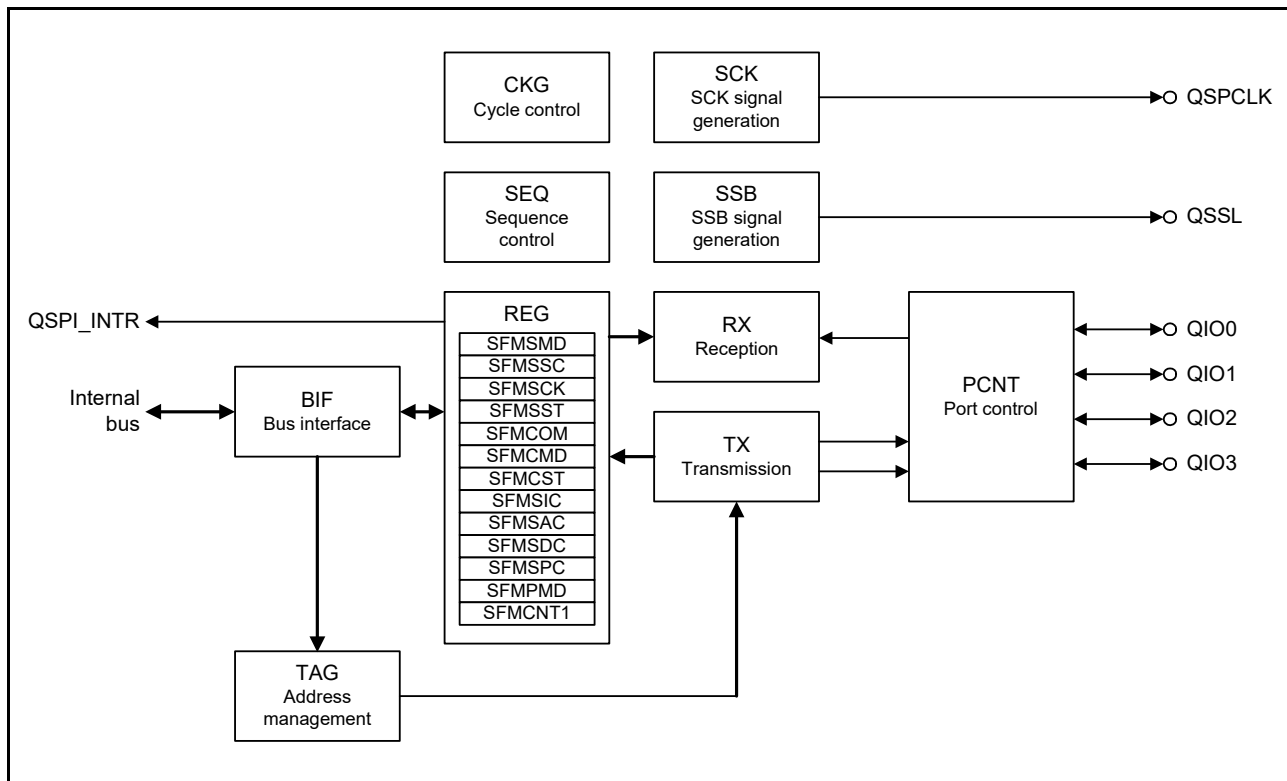 CKG
Cycle control
SCK
SCK signal
generation
QSPCLK
SEQ
Sequence
control
SSB
SSB signal
generation
QSSL
QSPI_INTR
Internal
bus
BIF
Bus interface
REG
SFMSMD
SFMSSC
SFMSCK
SFMSST
SFMCOM
SFMCMD
SFMCST
SFMSIC
SFMSAC
SFMSDC
SFMSPC
SFMPMD
SFMCNT1
RX
Reception
TX
Transmission
PCNT
Port control
QIO0
QIO1
QIO2
QIO3
TAG
Address
management